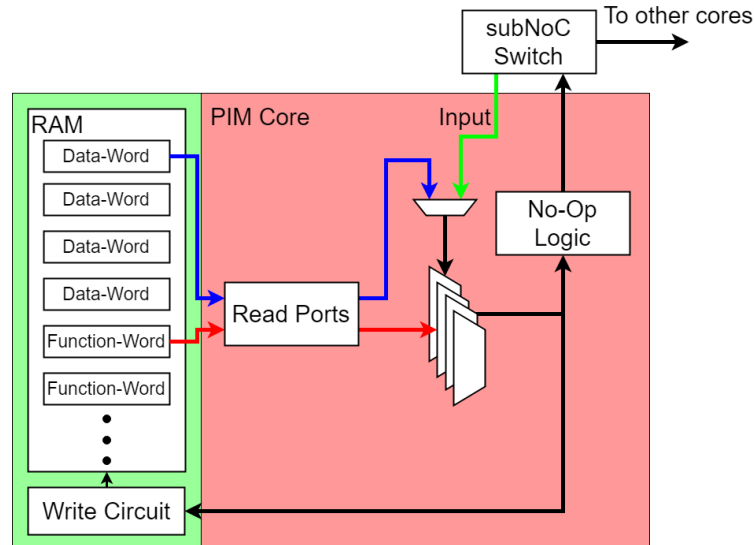 To other cores
subNoC
Switch
RAM
PIM Core
Input
Data-Word
Data-Word
Data-Word
Data-Word
Function-Word
Function-Word
Read Ports
No-Op
Logic
Write Circuit